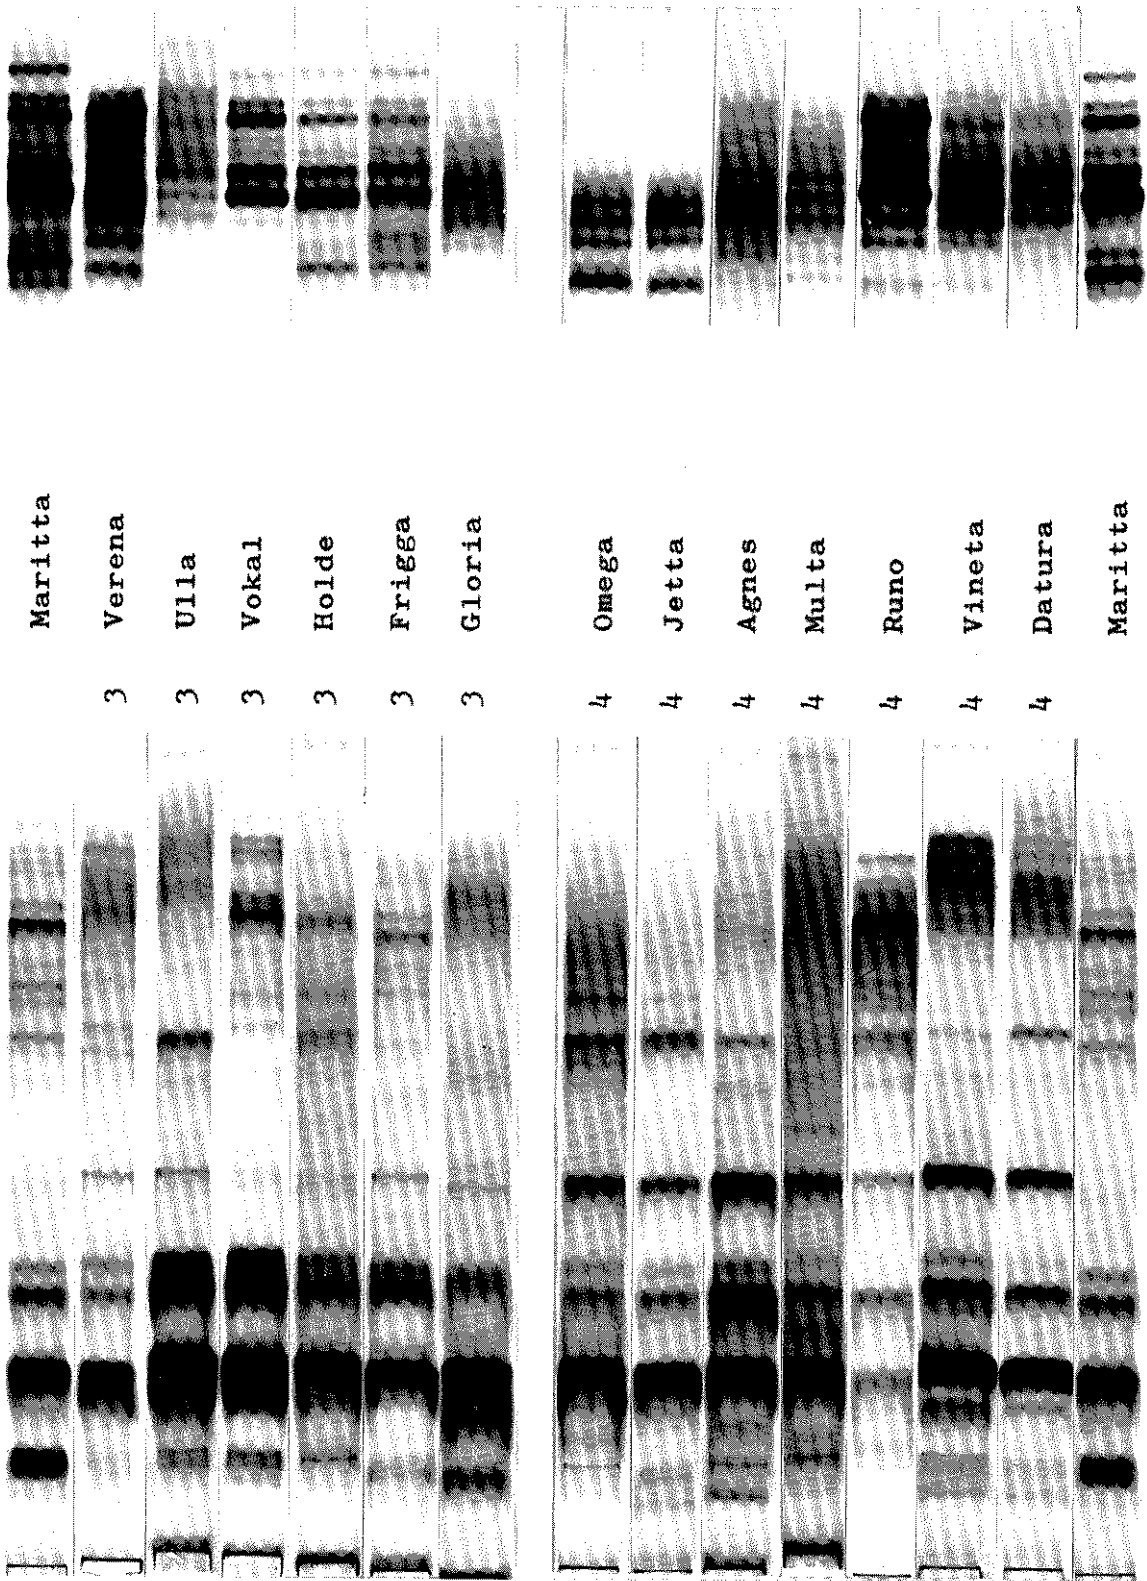 Maritta
3 Verena
3 Ulla
3 Vokal
3 Holde
3 Frigga
3 Gloria
4 Omega
4 Jetta
4 Agnes
4 Multa
4 Runo
4 Vineta
4 Datura
Maritta